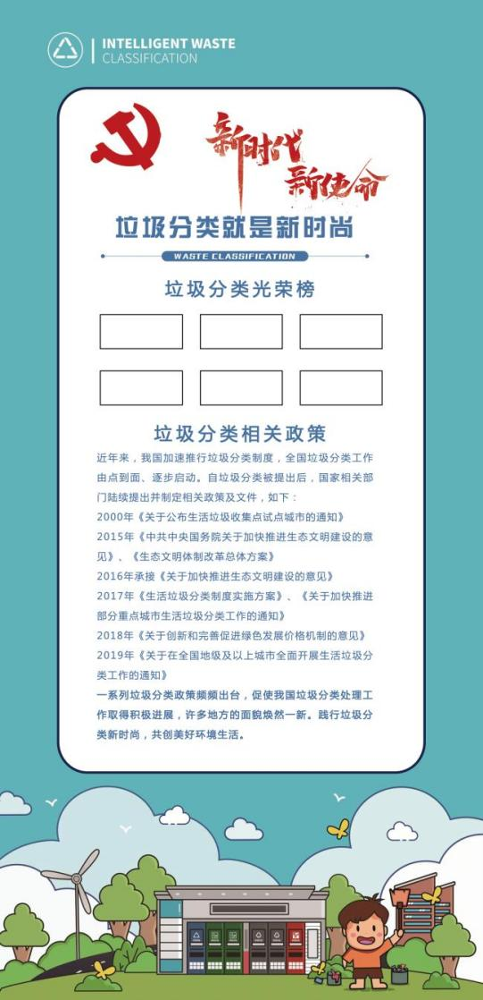 INTELLIGENT WASTE
CLASSIFICATION
新时代
新使命
垃圾分类就是新时尚
WASTE CLASSIFICATION
垃圾分类光荣榜
垃圾分类相关政策
近年来，我国加速推行垃圾分类制度，全国垃圾分类工作
由点到面、逐步启动。自垃圾分类被提出后，国家相关部
门陆续提出并制定相关政策及文件，如下：
2000年《关于公布生活垃圾收集点试点城市的通知》
2015年《中共中央国务院关于加快推进生态文明建设的意
见》、《生态文明体制改革总体方案》
2016年承接《关于加快推进生态文明建设的意见》
2017年《生活垃圾分类制度实施方案》、《关于加快推进
部分重点城市生活垃圾分类工作的通知》
2018年《关于创新和完善促进绿色发展价格机制的意见》
2019年《关于在全国地级及以上城市全面开展生活垃圾分
类工作的通知》
一系列垃圾分类政策频频出台，促使我国垃圾分类处理工
作取得积极进展，许多地方的面貌焕然一新。践行垃圾分
类新时尚，共创美好环境生活。